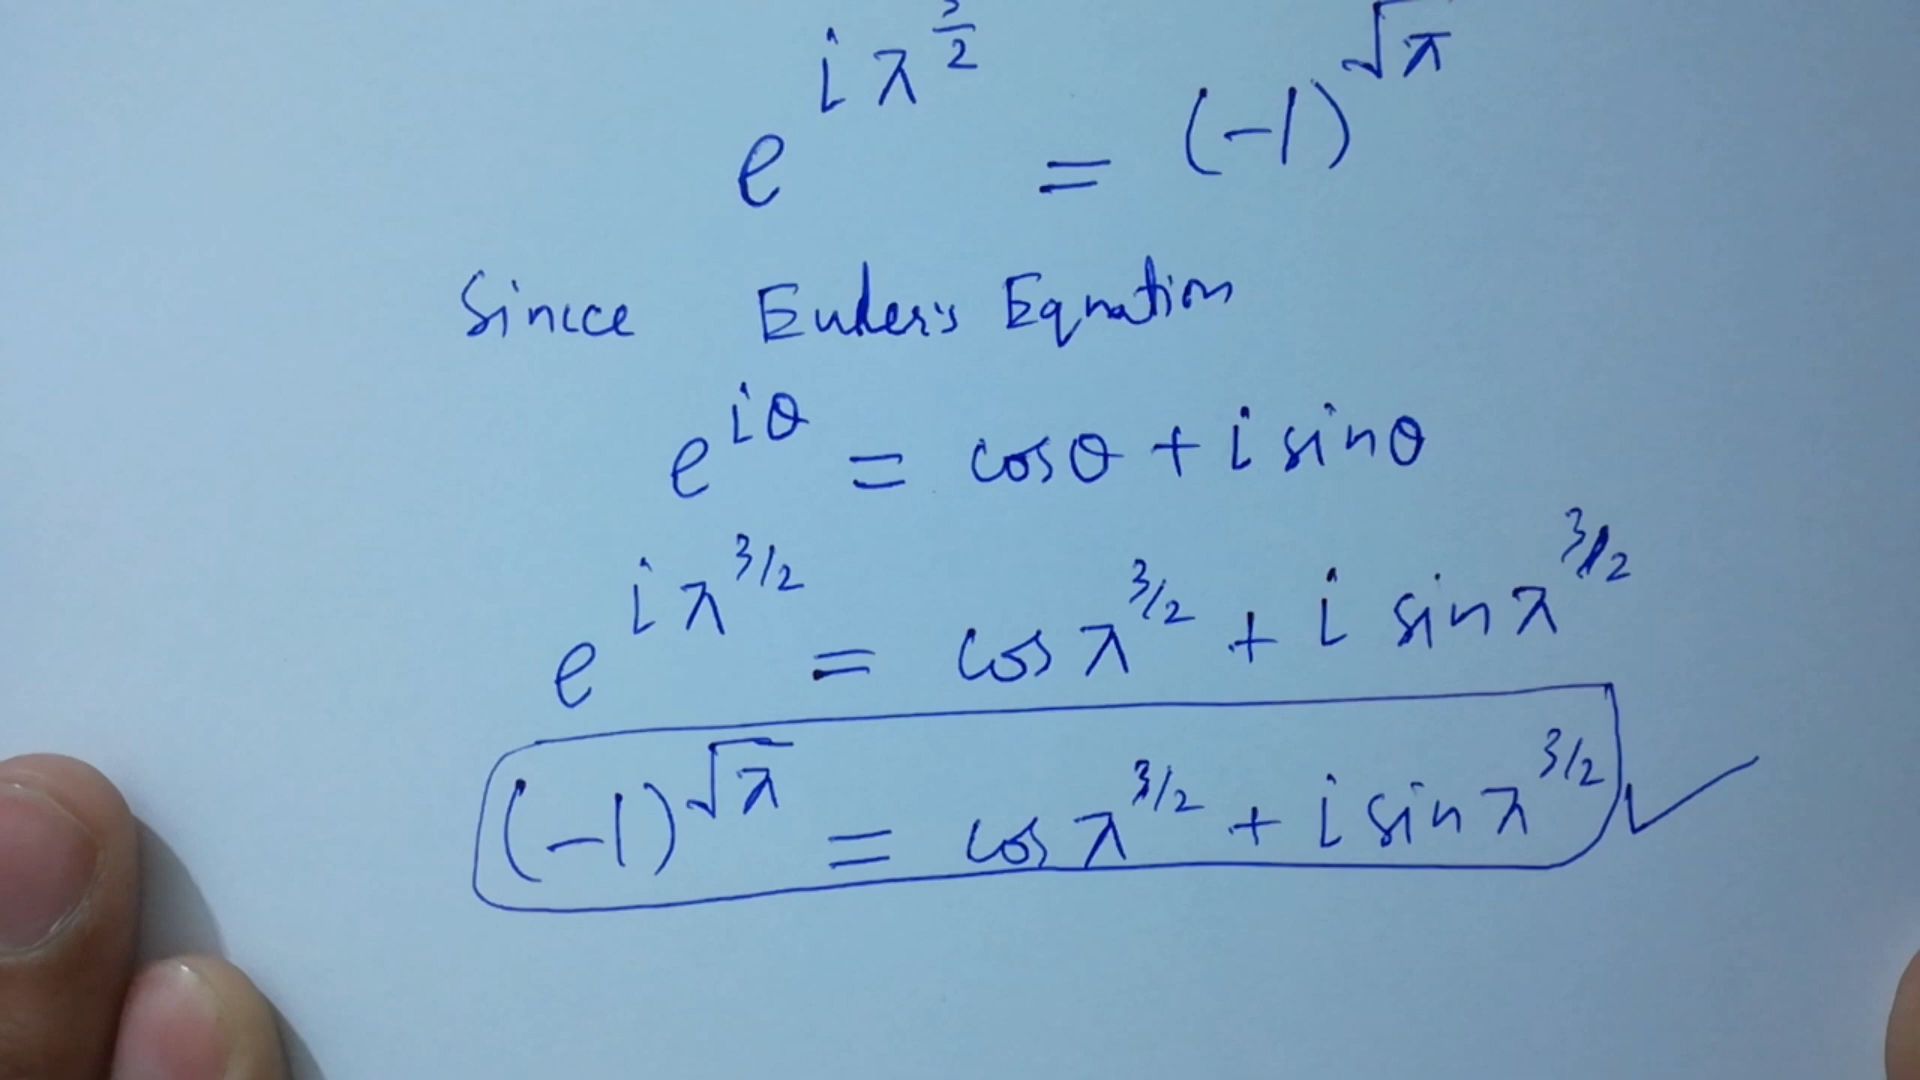 e^{iπ^{3/2}} = (-1)^{√π}
Sincce Euler's Equation
e^{iθ} = cosθ + i sinθ
e^{iπ^{3/2}} = cos π^{3/2} + i sin π^{3/2}
(-1)^{√π} = cos π^{3/2} + i sin π^{3/2} ✓